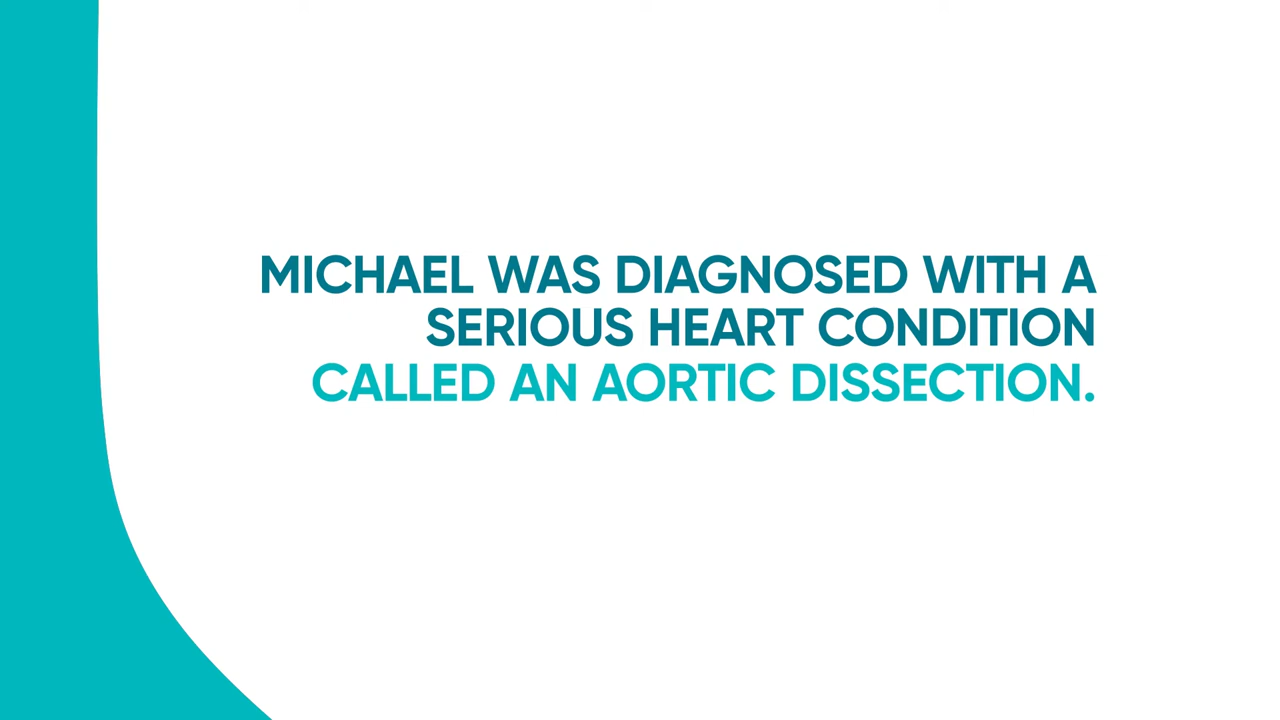 MICHAEL WAS DIAGNOSED WITH A
SERIOUS HEART CONDITION
CALLED AN AORTIC DISSECTION.